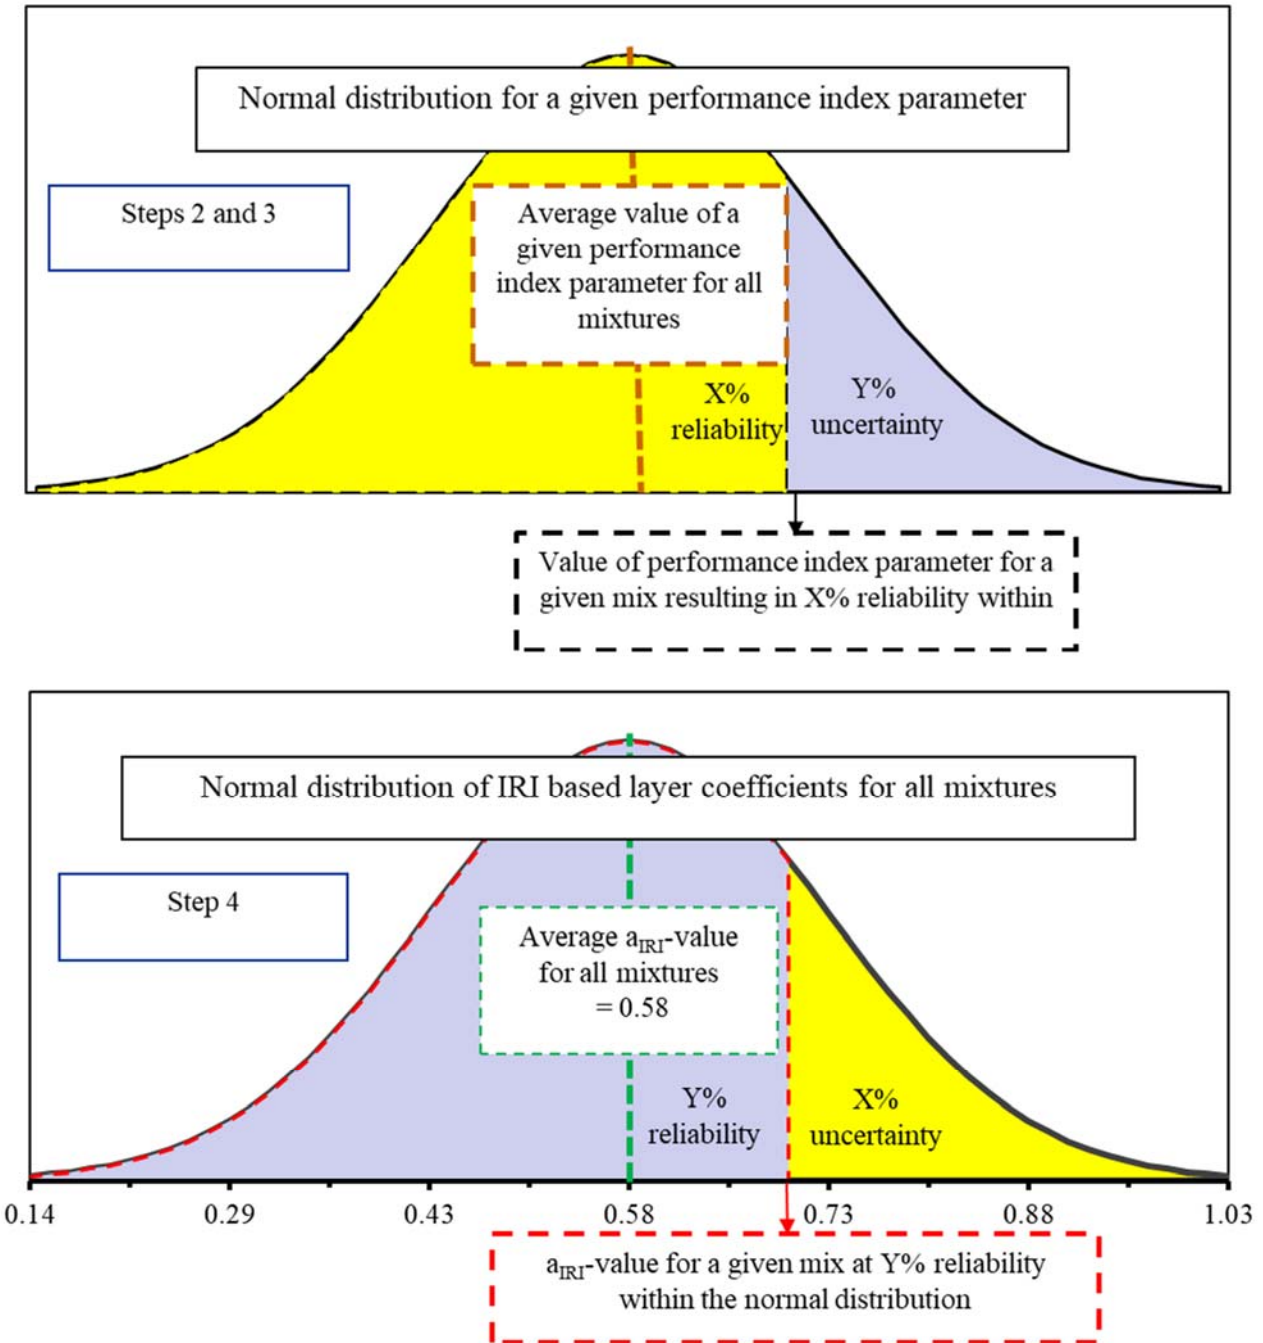 Normal distribution for a given performance index parameter
Steps 2 and 3
Average value of a
given performance
index parameter for all
mixtures
X%
reliability
Y%
uncertainty
Value of performance index parameter for a
given mix resulting in X% reliability within
Normal distribution of IRI based layer coefficients for all mixtures
Step 4
Average aIRI-value
for all mixtures
= 0.58
Y%
reliability
X%
uncertainty
0.14 0.29 0.43 0.58 0.73 0.88 1.03
aIRI-value for a given mix at Y% reliability
within the normal distribution